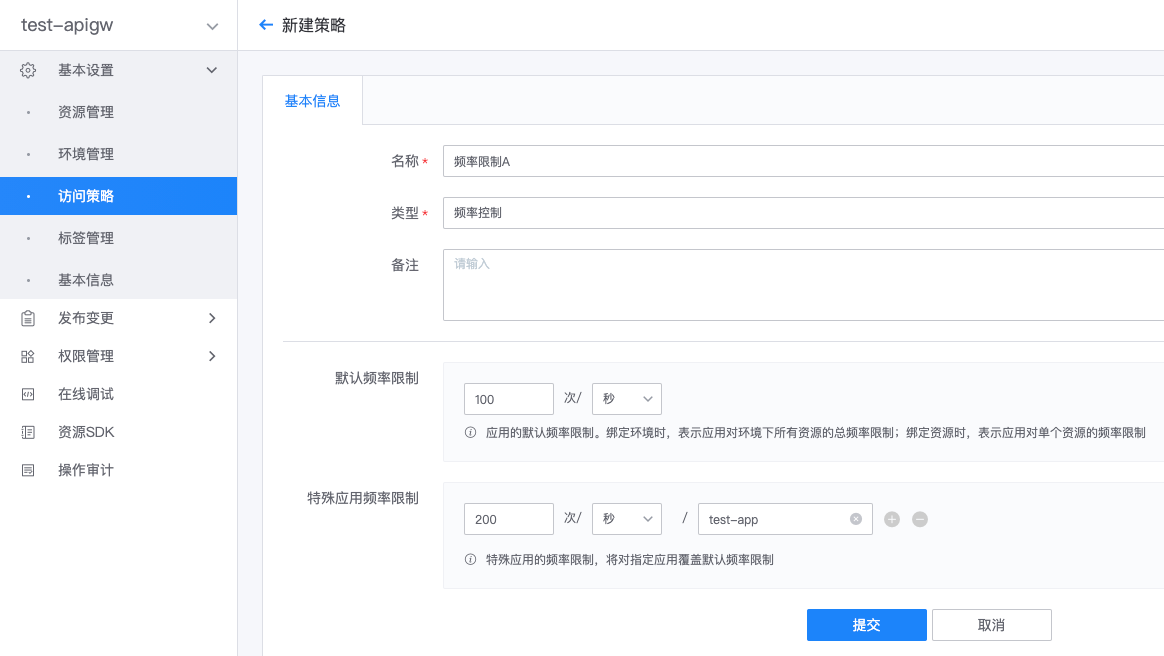 test-apigw
基本设置
资源管理
环境管理
访问策略
标签管理
基本信息
发布变更
权限管理
在线调试
资源SDK
操作审计
新建策略
基本信息
名称 * 频率限制A
类型 * 频率控制
备注 请输入
默认频率限制 100 次/ 秒
应用的默认频率限制。绑定环境时，表示应用对环境下所有资源的总频率限制；绑定资源时，表示应用对单个资源的频率限制
特殊应用频率限制 200 次/ 秒 / test-app
特殊应用的频率限制，将对指定应用覆盖默认频率限制
提交 取消